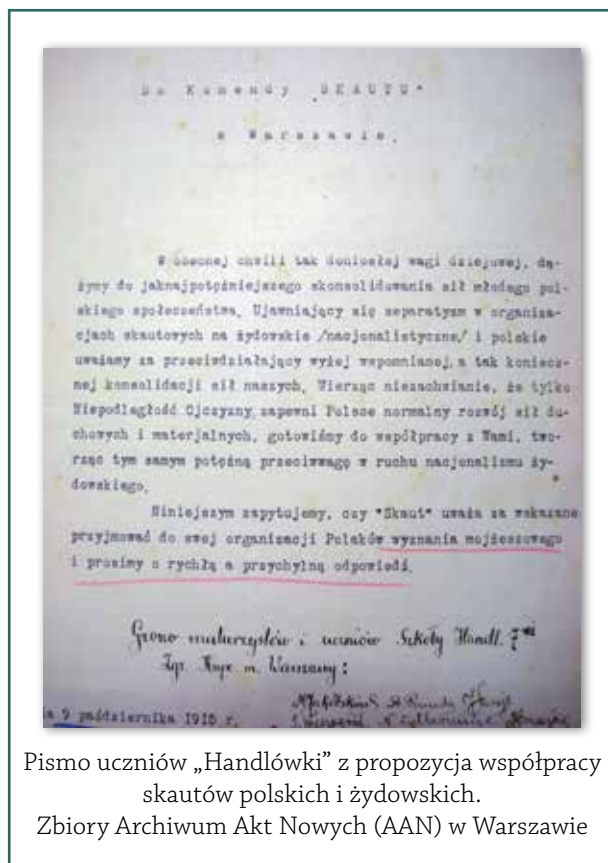 Do Komendy "SKAUTU"
w Warszawie.
W obecnej chwili tak doniosłej wagi dziejowej, dą-
żymy do jaknajpotężniejszego skonsolidowania sił młodego pol-
skiego społeczeństwa. Ujawniający się separatyzm w organiza-
cjach skautowych na żydowskie /nacjonalistyczne/ i polskie
uważamy za przeciwdziałający wyżej wspomnianej, a tak koniecz-
nej konsolidacji sił naszych. Wierząc niezachwianie, że tylko
Niepodległość Ojczyzny zapewni Polsce normalny rozwój sił du-
chowych i materjalnych, gotowiśmy do współpracy z Wami, two-
rząc tym samym potężną przeciwwagę w ruchu nacjonalizmu ży-
dowskiego.
Niniejszym zapytujemy, czy "Skaut" uważa za wskazane
przyjmować do swej organizacji Polaków wyznania mojżeszowego
i prosimy o rychłą a przychylną odpowiedź.
Grono maturzystów i uczniów Szkoły Handl. 7mi
Zgr. Kupc. m. Warszawy:
9 października 1915 r.
Pismo uczniów „Handlówki” z propozycja współpracy
skautów polskich i żydowskich.
Zbiory Archiwum Akt Nowych (AAN) w Warszawie